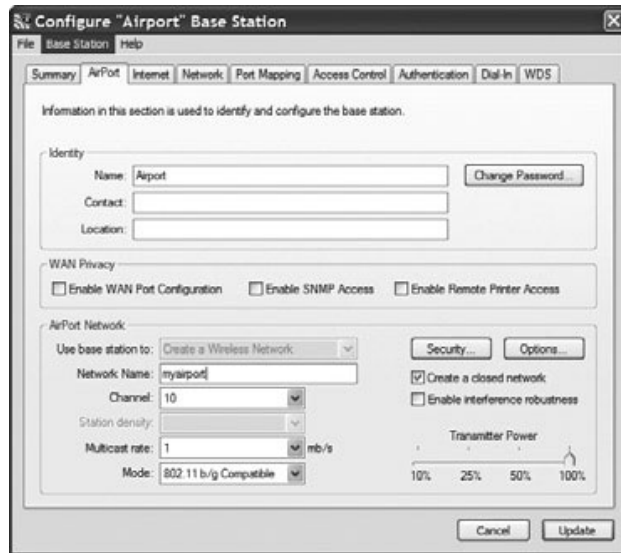 Configure "Airport" Base Station
File Base Station Help
Summary AirPort Internet Network Port Mapping Access Control Authentication Dial-In WDS
Information in this section is used to identify and configure the base station.
Identity
Name: Airport Change Password...
Contact:
Location:
WAN Privacy
Enable WAN Port Configuration Enable SNMP Access Enable Remote Printer Access
AirPort Network
Use base station to: Create a Wireless Network Security... Options...
Network Name: myairport Create a closed network
Channel: 10 Enable interference robustness
Station density:
Transmitter Power
Multicast rate: 1 mb/s
Mode: 802.11 b/g Compatible 10% 25% 50% 100%
Cancel Update